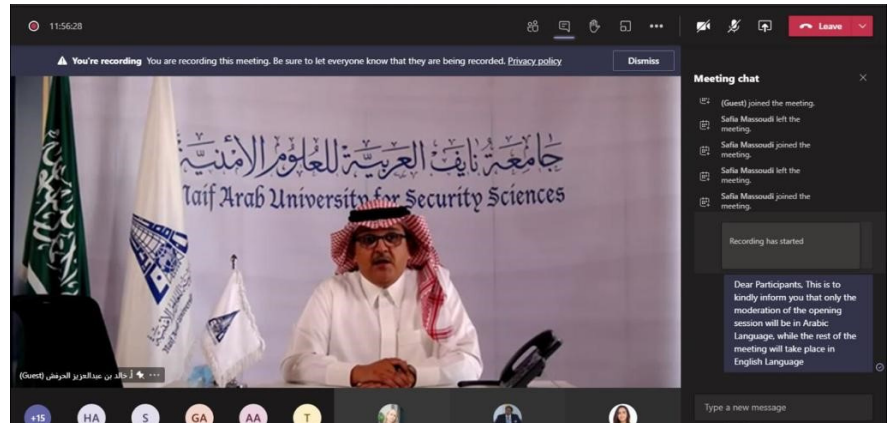 11:56:28
Leave
You're recording You are recording this meeting. Be sure to let everyone know that they are being recorded. Privacy policy
Dismiss
جامعة نايف العربية للعلوم الأمنية
Naif Arab University for Security Sciences
أ. خالد بن عبدالعزيز الحرفش (Guest)
+15
HA
S
GA
AA
T
Meeting chat
(Guest) joined the meeting.
Safia Massoudi left the
meeting.
Safia Massoudi joined the
meeting.
Safia Massoudi left the
meeting.
Safia Massoudi joined the
meeting.
Recording has started
Dear Participants, This is to
kindly inform you that only the
moderation of the opening
session will be in Arabic
Language, while the rest of the
meeting will take place in
English Language
Type a new message